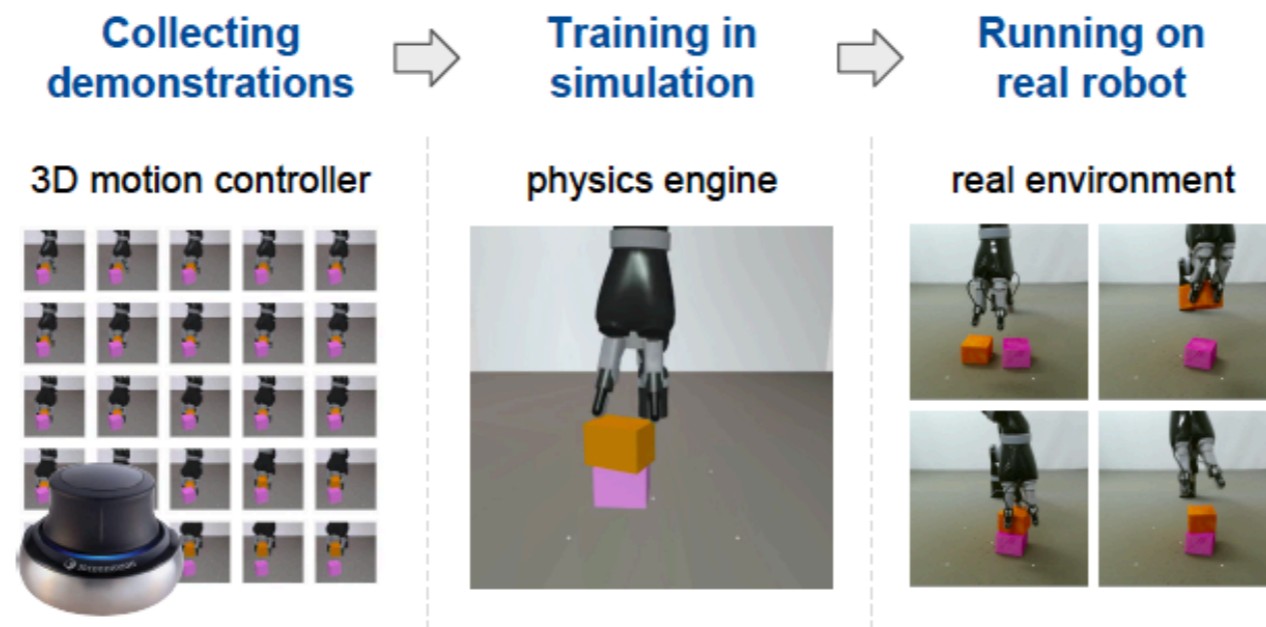 Collecting
demonstrations
Training in
simulation
Running on
real robot
3D motion controller
physics engine
real environment